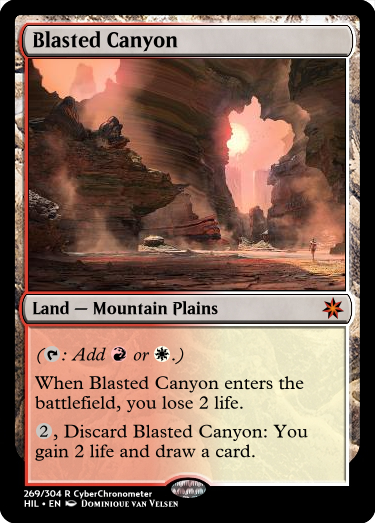 Blasted Canyon
Land — Mountain Plains
(T: Add R or W.)
When Blasted Canyon enters the
battlefield, you lose 2 life.
2, Discard Blasted Canyon: You
gain 2 life and draw a card.
269/304 R CyberChronometer
HIL • EN Dominique van Velsen